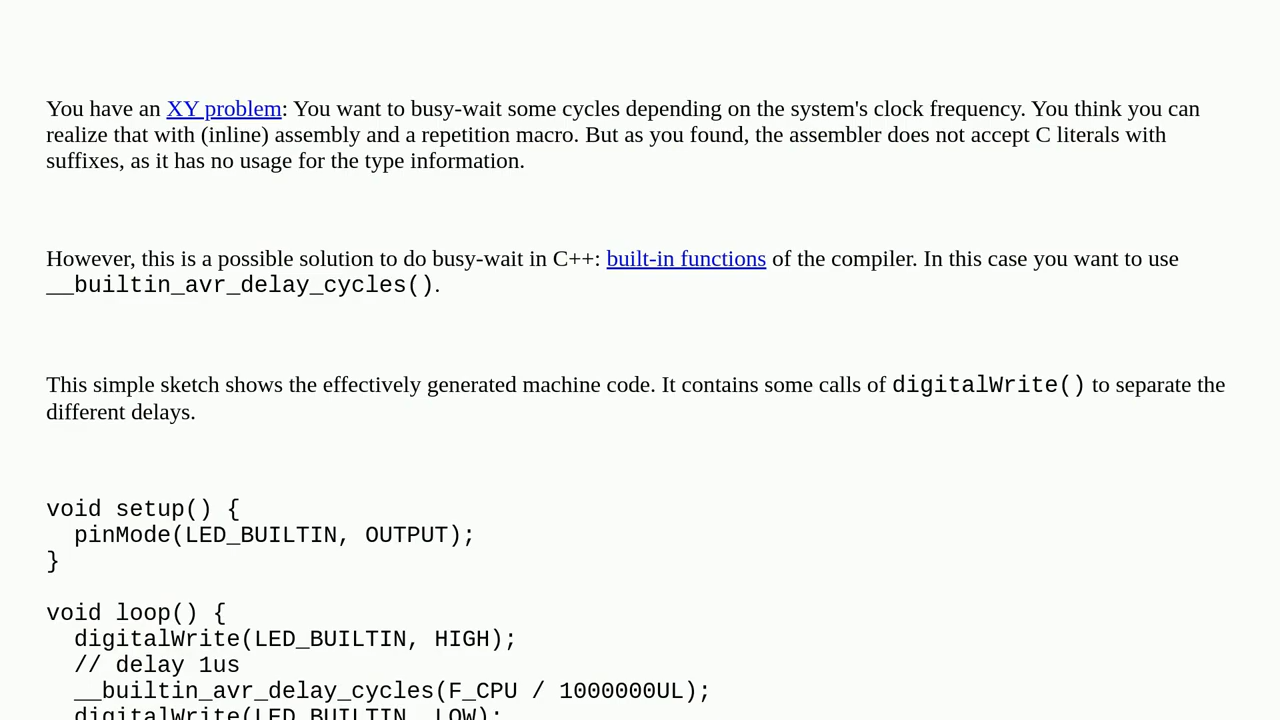 You have an XY problem: You want to busy-wait some cycles depending on the system's clock frequency. You think you can
realize that with (inline) assembly and a repetition macro. But as you found, the assembler does not accept C literals with
suffixes, as it has no usage for the type information.
However, this is a possible solution to do busy-wait in C++: built-in functions of the compiler. In this case you want to use
__builtin_avr_delay_cycles().
This simple sketch shows the effectively generated machine code. It contains some calls of digitalWrite() to separate the
different delays.
void setup() {
  pinMode(LED_BUILTIN, OUTPUT);
}
void loop() {
  digitalWrite(LED_BUILTIN, HIGH);
  // delay 1us
  __builtin_avr_delay_cycles(F_CPU / 1000000UL);
  digitalWrite(LED_BUILTIN, LOW);